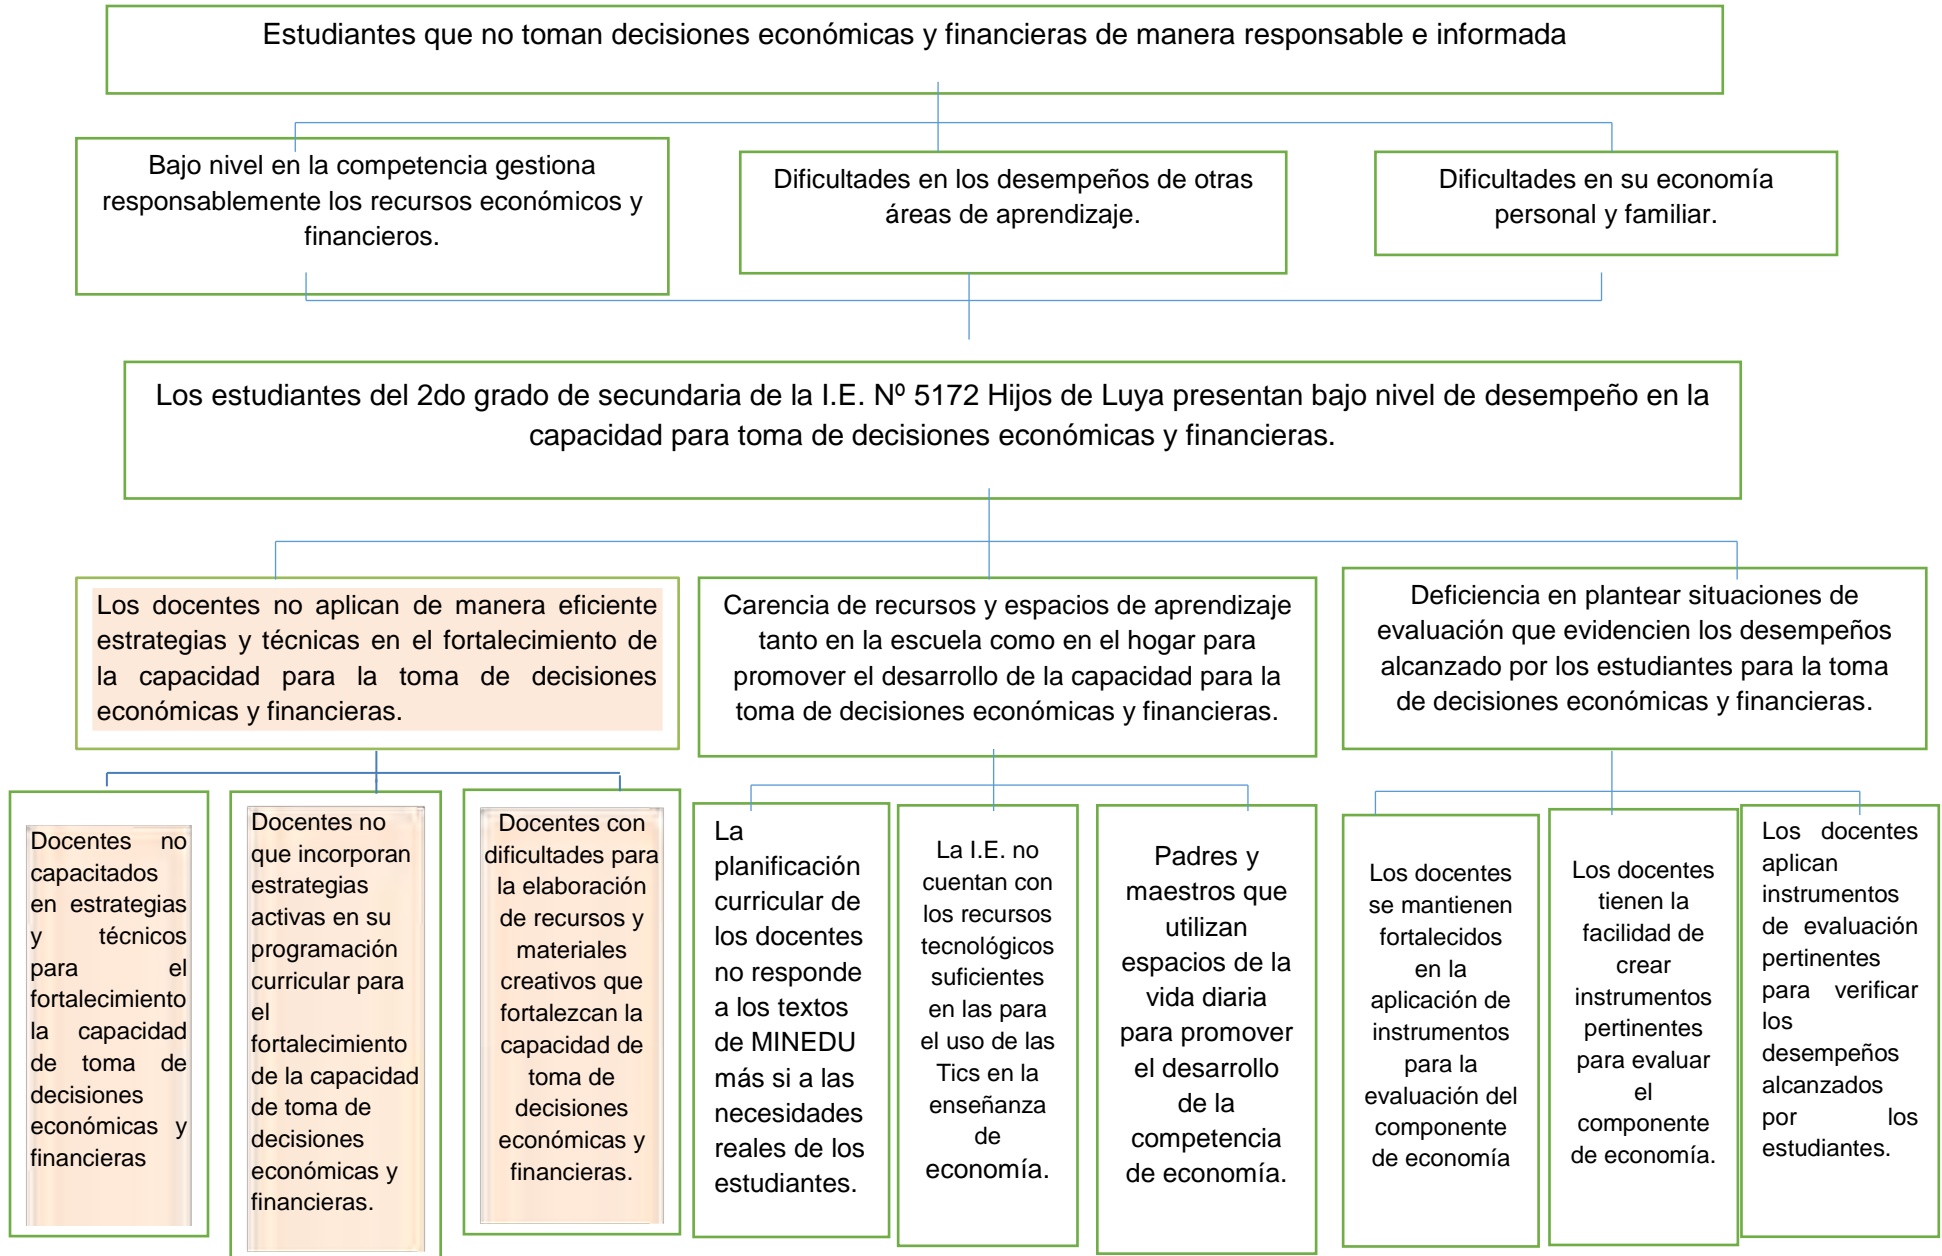 Estudiantes que no toman decisiones económicas y financieras de manera responsable e informada
Bajo nivel en la competencia gestiona
responsablemente los recursos económicos y
financieros.
Dificultades en los desempeños de otras
áreas de aprendizaje.
Dificultades en su economía
personal y familiar.
Los estudiantes del 2do grado de secundaria de la I.E. Nº 5172 Hijos de Luya presentan bajo nivel de desempeño en la
capacidad para toma de decisiones económicas y financieras.
Los docentes no aplican de manera eficiente
estrategias y técnicas en el fortalecimiento de
la capacidad para la toma de decisiones
económicas y financieras.
Carencia de recursos y espacios de aprendizaje
tanto en la escuela como en el hogar para
promover el desarrollo de la capacidad para la
toma de decisiones económicas y financieras.
Deficiencia en plantear situaciones de
evaluación que evidencien los desempeños
alcanzado por los estudiantes para la toma
de decisiones económicas y financieras.
Docentes no
capacitados
en estrategias
y técnicos
para el
fortalecimiento
la capacidad
de toma de
decisiones
económicas y
financieras
Docentes no
que incorporan
estrategias
activas en su
programación
curricular para
el
fortalecimiento
de la capacidad
de toma de
decisiones
económicas y
financieras.
Docentes con
dificultades para
la elaboración
de recursos y
materiales
creativos que
fortalezcan la
capacidad de
toma de
decisiones
económicas y
financieras.
La
planificación
curricular de
los docentes
no responde
a los textos
de MINEDU
más si a las
necesidades
reales de los
estudiantes.
La I.E. no
cuentan con
los recursos
tecnológicos
suficientes
en las para
el uso de las
Tics en la
enseñanza
de
economía.
Padres y
maestros que
utilizan
espacios de la
vida diaria
para promover
el desarrollo
de la
competencia
de economía.
Los docentes
se mantienen
fortalecidos
en la
aplicación de
instrumentos
para la
evaluación del
componente
de economía
Los docentes
tienen la
facilidad de
crear
instrumentos
pertinentes
para evaluar
el
componente
de economía.
Los docentes
aplican
instrumentos
de evaluación
pertinentes
para verificar
los
desempeños
alcanzados
por los
estudiantes.